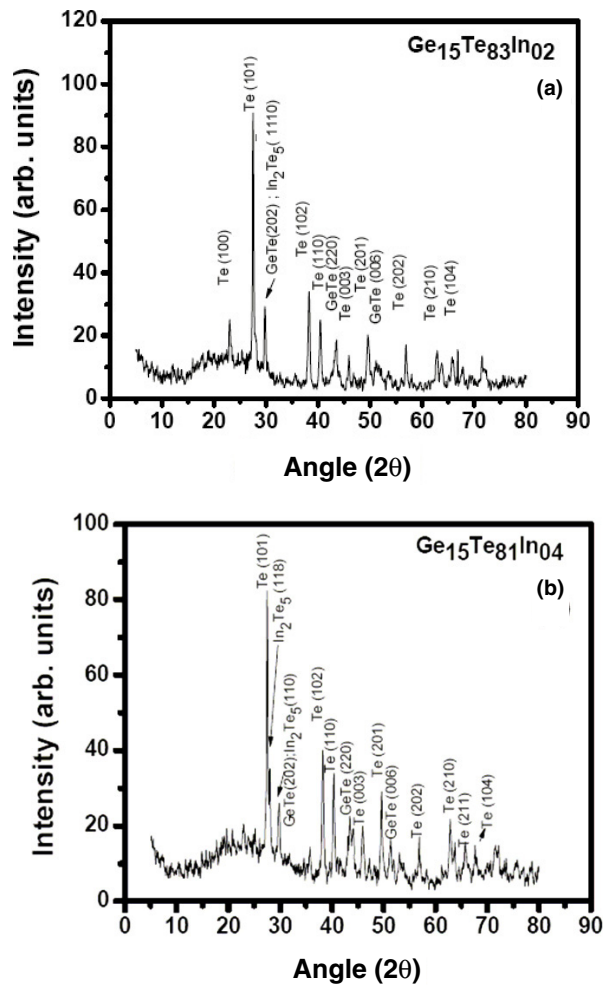 Ge15Te83In02
(a)
120
100
80
60
40
20
0
Intensity (arb. units)
Te (100)
Te (101)
GeTe(202) ; In2Te5( 1110)
Te (102)
Te (110)
GeTe (220)
Te (003)
Te (201)
GeTe (006)
Te (202)
Te (210)
Te (104)
0 10 20 30 40 50 60 70 80 90
Angle (2θ)
Ge15Te81In04
(b)
100
80
60
40
20
0
Intensity (arb. units)
Te (101)
In2Te5 (118)
GeTe(202);In2Te5(110)
Te (102)
Te (110)
GeTe (220)
Te (003)
Te (201)
GeTe (006)
Te (202)
Te (210)
Te (211)
Te (104)
0 10 20 30 40 50 60 70 80 90
Angle (2θ)